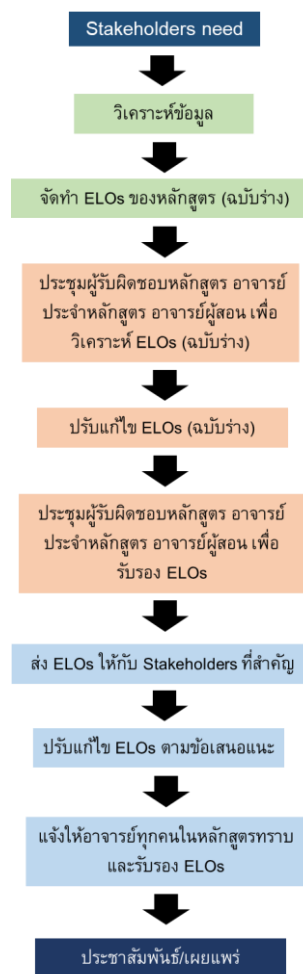 Stakeholders need
วิเคราะห์ข้อมูล
จัดทำ ELOs ของหลักสูตร (ฉบับร่าง)
ประชุมผู้รับผิดชอบหลักสูตร อาจารย์
ประจำหลักสูตร อาจารย์ผู้สอน เพื่อ
วิเคราะห์ ELOs (ฉบับร่าง)
ปรับแก้ไข ELOs (ฉบับร่าง)
ประชุมผู้รับผิดชอบหลักสูตร อาจารย์
ประจำหลักสูตร อาจารย์ผู้สอน เพื่อ
รับรอง ELOs
ส่ง ELOs ให้กับ Stakeholders ที่สำคัญ
ปรับแก้ไข ELOs ตามข้อเสนอแนะ
แจ้งให้อาจารย์ทุกคนในหลักสูตรทราบ
และรับรอง ELOs
ประชาสัมพันธ์/เผยแพร่